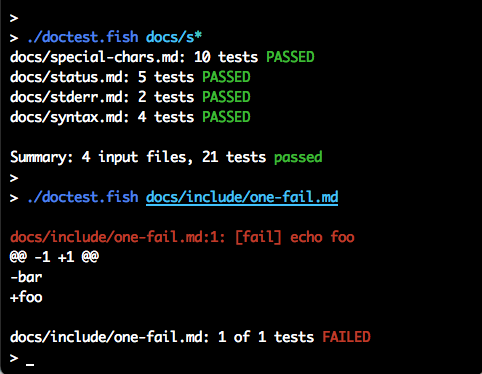 >
> ./doctest.fish docs/s*
docs/special-chars.md: 10 tests PASSED
docs/status.md: 5 tests PASSED
docs/stderr.md: 2 tests PASSED
docs/syntax.md: 4 tests PASSED
Summary: 4 input files, 21 tests passed
>
> ./doctest.fish docs/include/one-fail.md
docs/include/one-fail.md:1: [fail] echo foo
@@ -1 +1 @@
-bar
+foo
docs/include/one-fail.md: 1 of 1 tests FAILED
> _